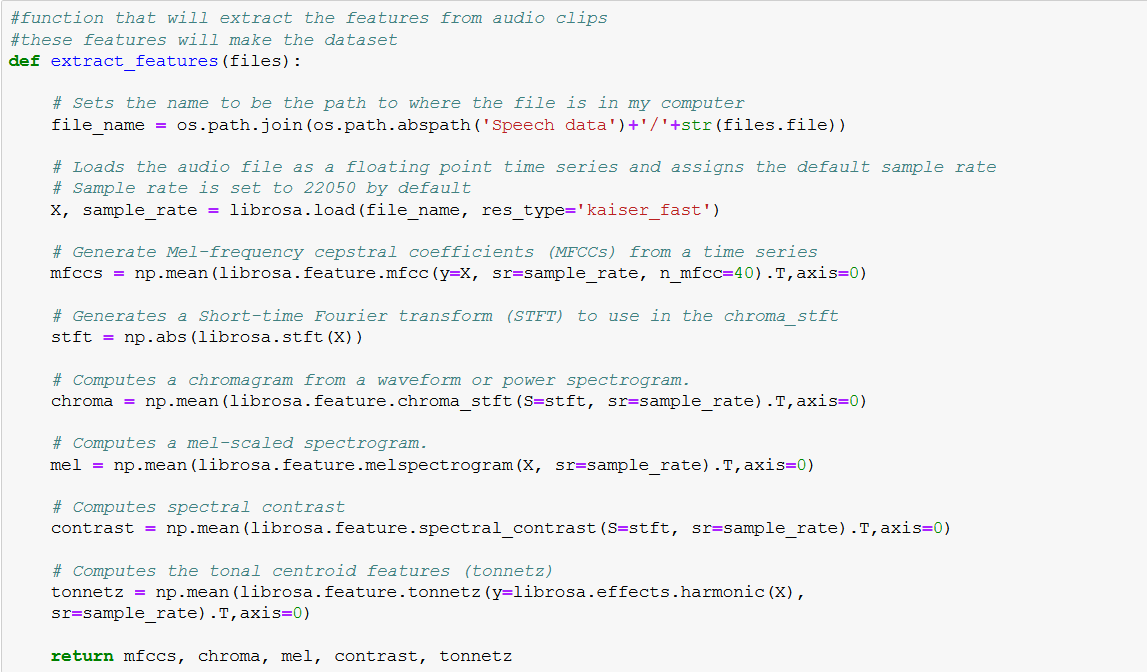 #function that will extract the features from audio clips
#these features will make the dataset
def extract_features(files):
# Sets the name to be the path to where the file is in my computer
file_name = os.path.join(os.path.abspath('Speech data')+'/'+str(files.file))
# Loads the audio file as a floating point time series and assigns the default sample rate
# Sample rate is set to 22050 by default
X, sample_rate = librosa.load(file_name, res_type='kaiser_fast')
# Generate Mel-frequency cepstral coefficients (MFCCs) from a time series
mfccs = np.mean(librosa.feature.mfcc(y=X, sr=sample_rate, n_mfcc=40).T,axis=0)
# Generates a Short-time Fourier transform (STFT) to use in the chroma_stft
stft = np.abs(librosa.stft(X))
# Computes a chromagram from a waveform or power spectrogram.
chroma = np.mean(librosa.feature.chroma_stft(S=stft, sr=sample_rate).T,axis=0)
# Computes a mel-scaled spectrogram.
mel = np.mean(librosa.feature.melspectrogram(X, sr=sample_rate).T,axis=0)
# Computes spectral contrast
contrast = np.mean(librosa.feature.spectral_contrast(S=stft, sr=sample_rate).T,axis=0)
# Computes the tonal centroid features (tonnetz)
tonnetz = np.mean(librosa.feature.tonnetz(y=librosa.effects.harmonic(X),
sr=sample_rate).T,axis=0)
return mfccs, chroma, mel, contrast, tonnetz